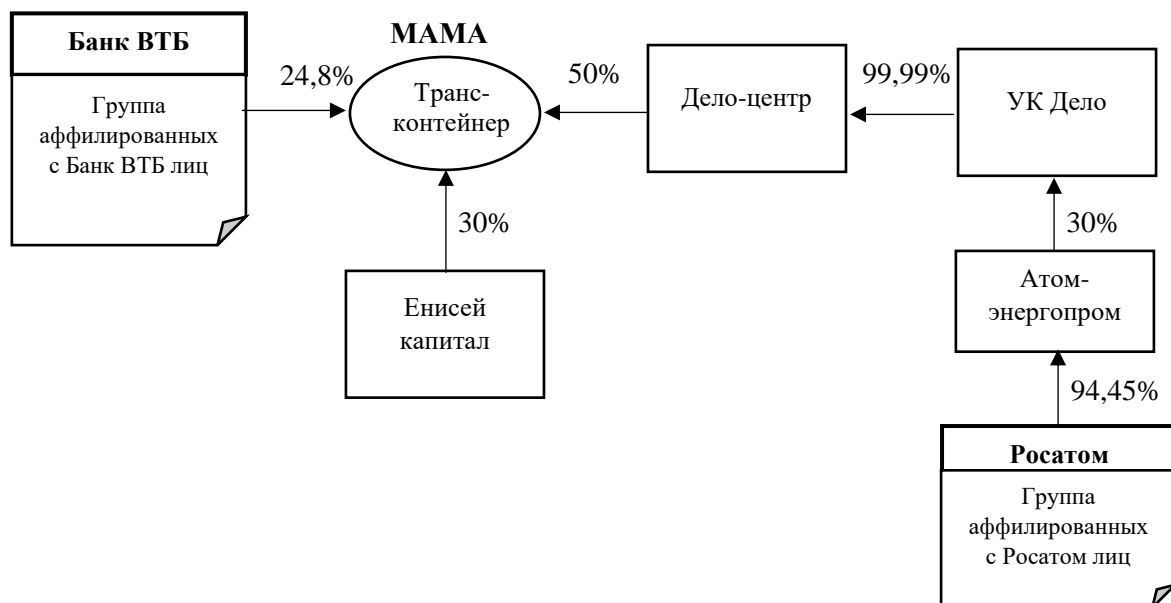 Банк ВТБ
Группа
аффилированных
с Банк ВТБ лиц
24,8%
МАМА
Транс-
контейнер
50%
Дело-центр
99,99%
УК Дело
30%
Енисей
капитал
30%
Атом-
энергопром
94,45%
Росатом
Группа
аффилированных
с Росатом лиц